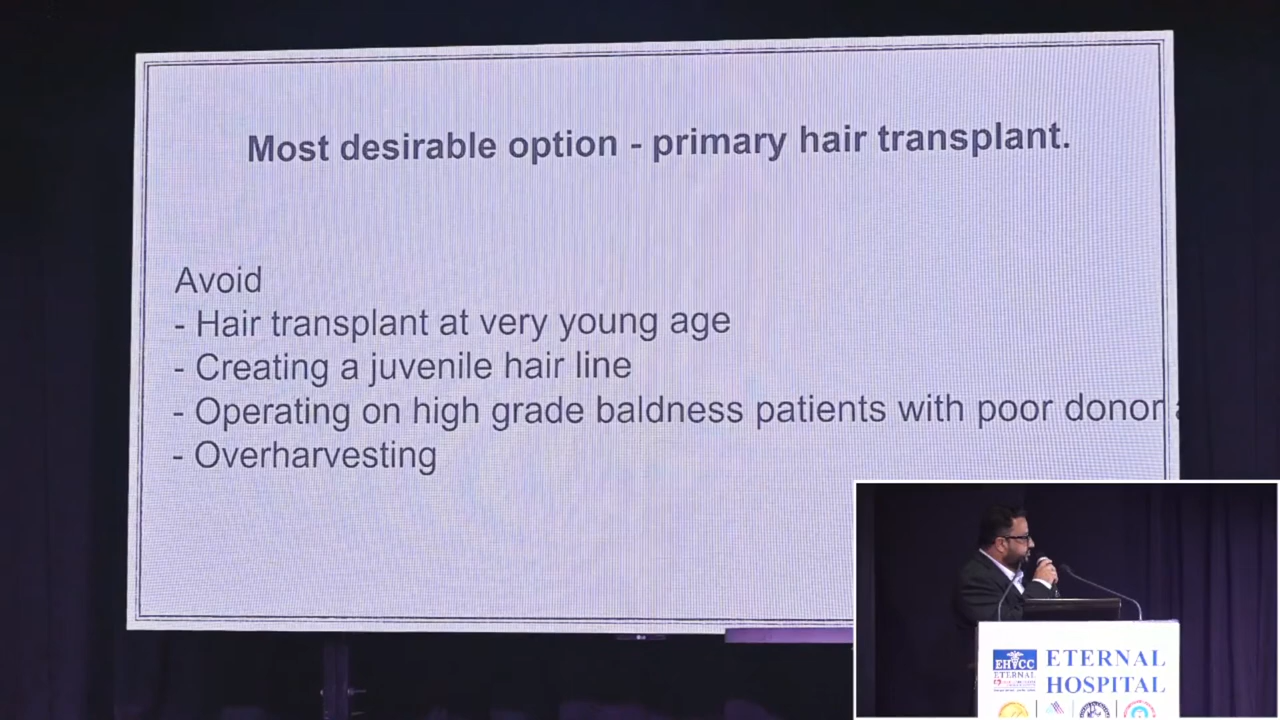 Most desirable option - primary hair transplant.
Avoid
- Hair transplant at very young age
- Creating a juvenile hair line
- Operating on high grade baldness patients with poor donor
- Overharvesting
EHCC
ETERNAL
ETERNAL
HOSPITAL